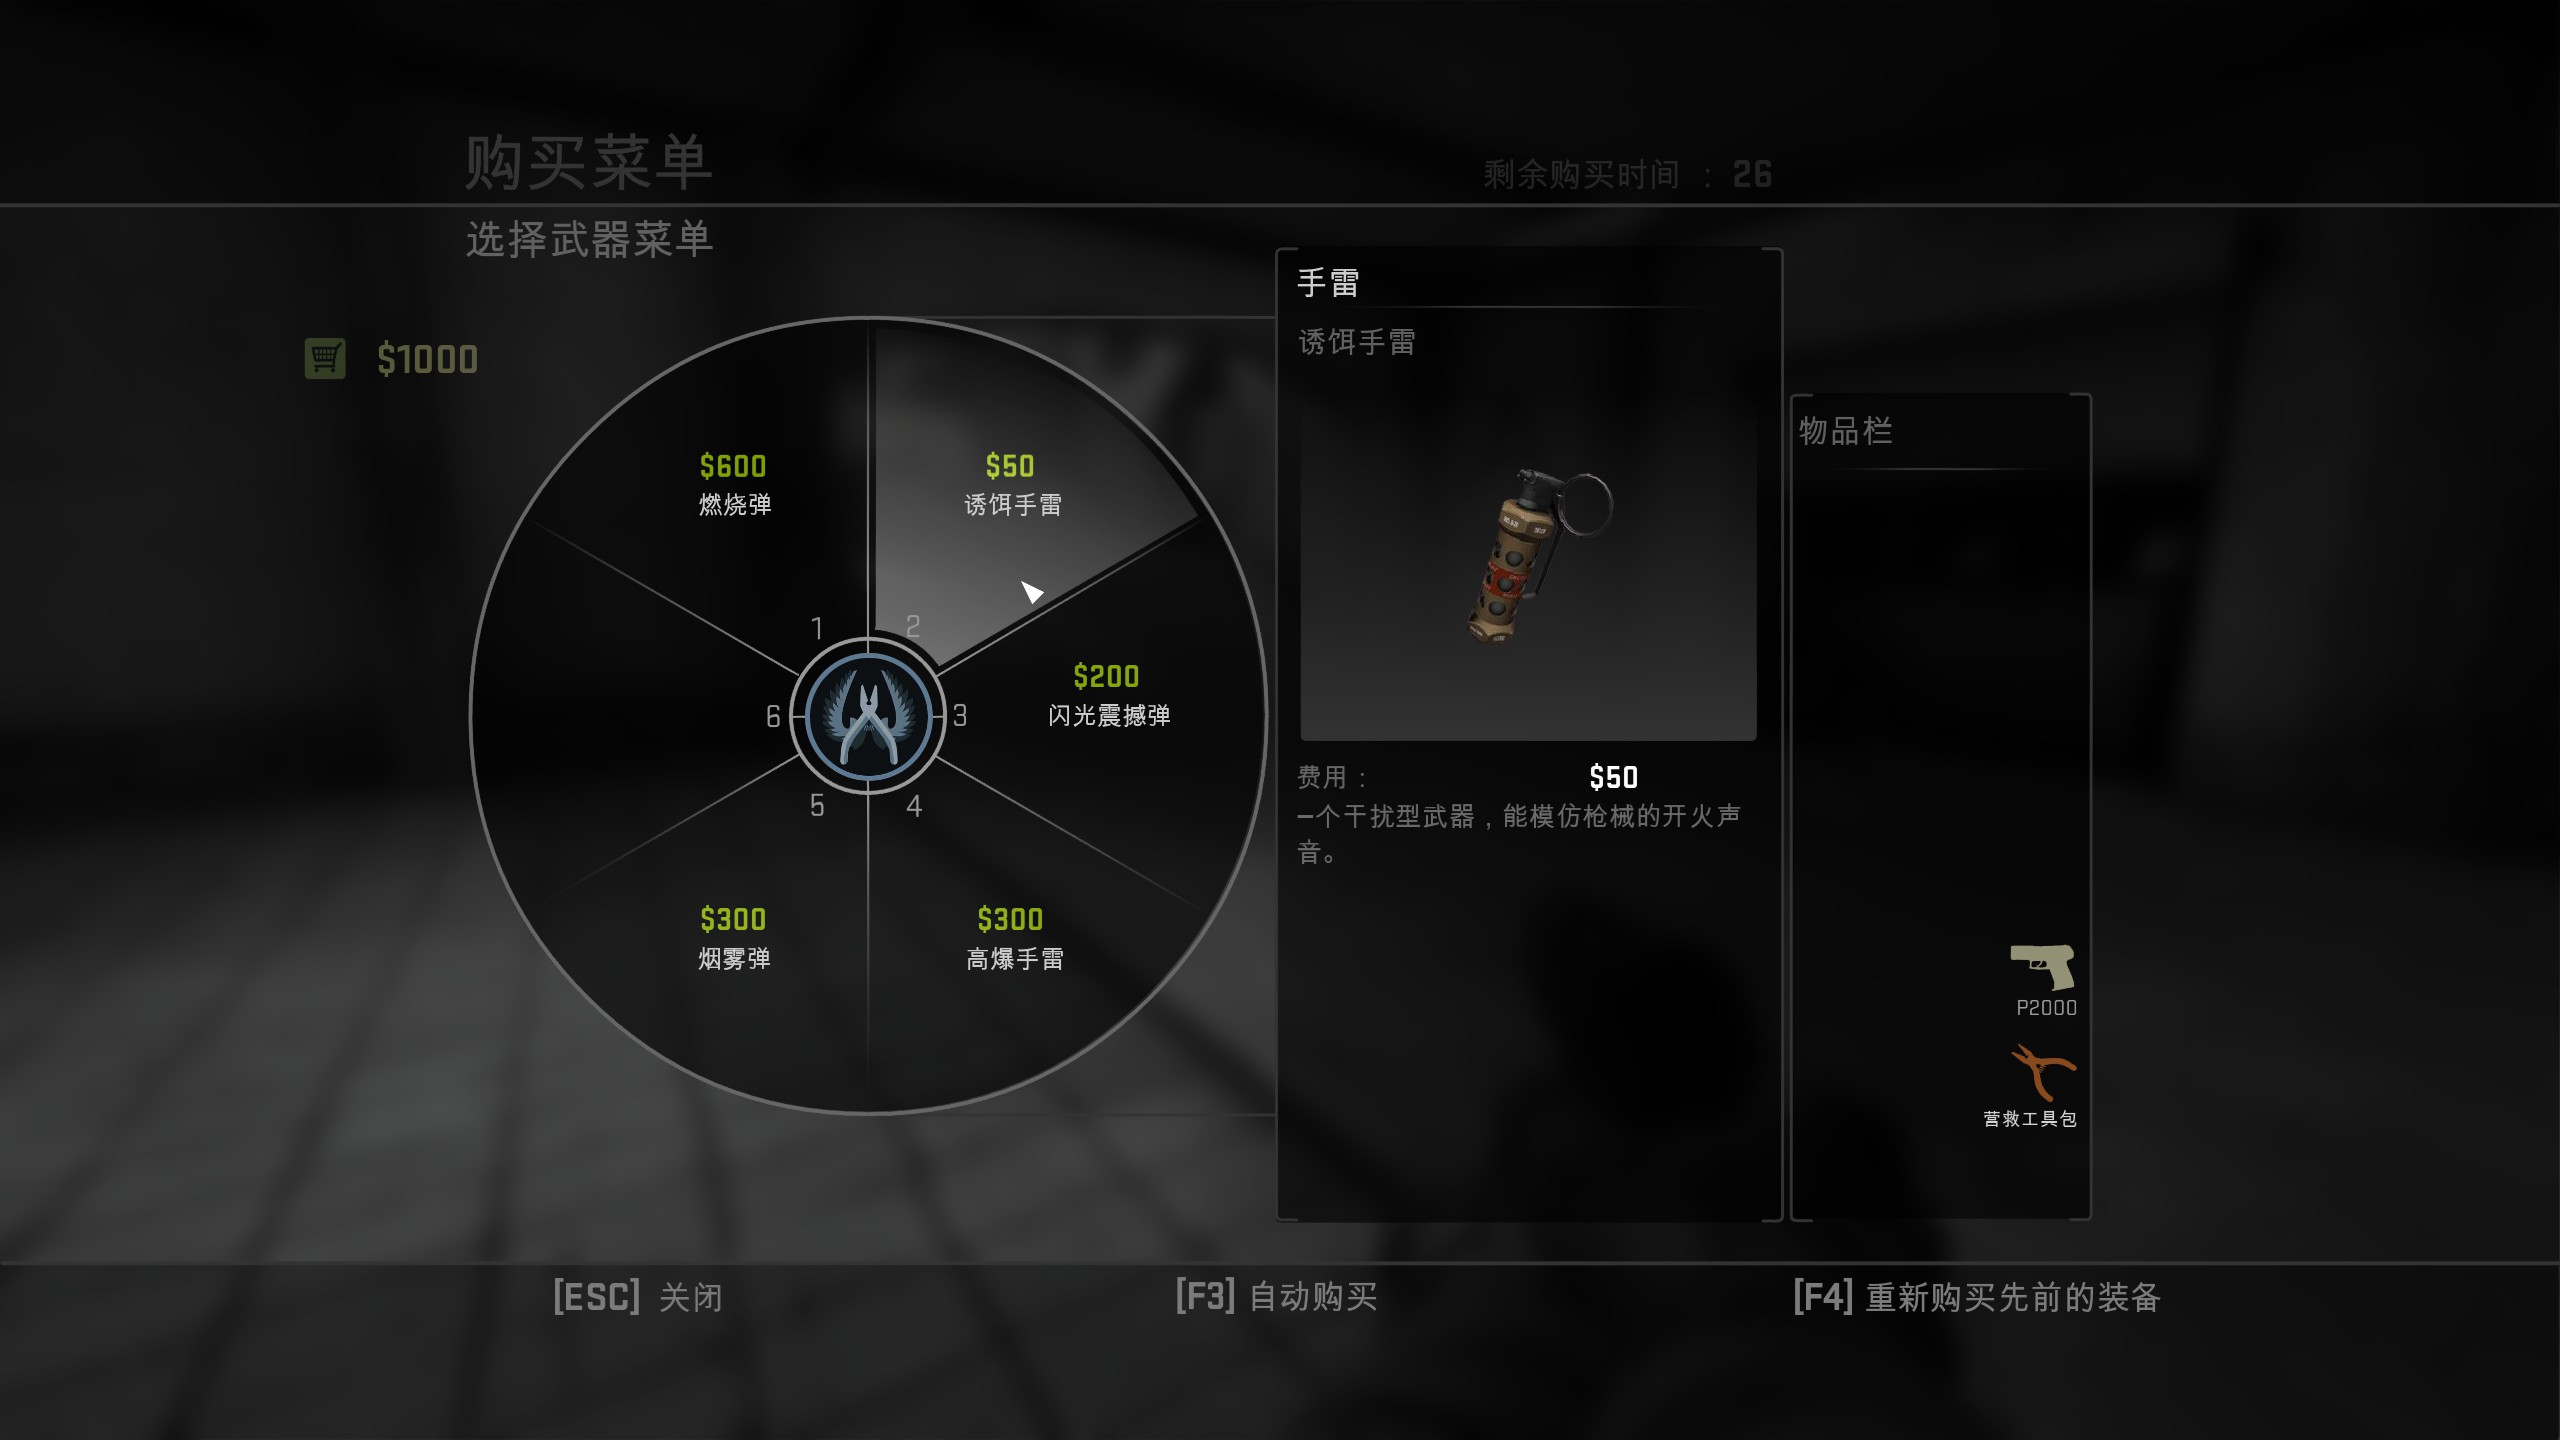 购买菜单
剩余购买时间 : 26
选择武器菜单
$1000
$600
燃烧弹
$50
诱饵手雷
$200
闪光震撼弹
$300
高爆手雷
$300
烟雾弹
1
2
3
4
5
6
手雷
诱饵手雷
费用 : $50
一个干扰型武器，能模仿枪械的开火声
音。
物品栏
P2000
营救工具包
[ESC] 关闭
[F3] 自动购买
[F4] 重新购买先前的装备